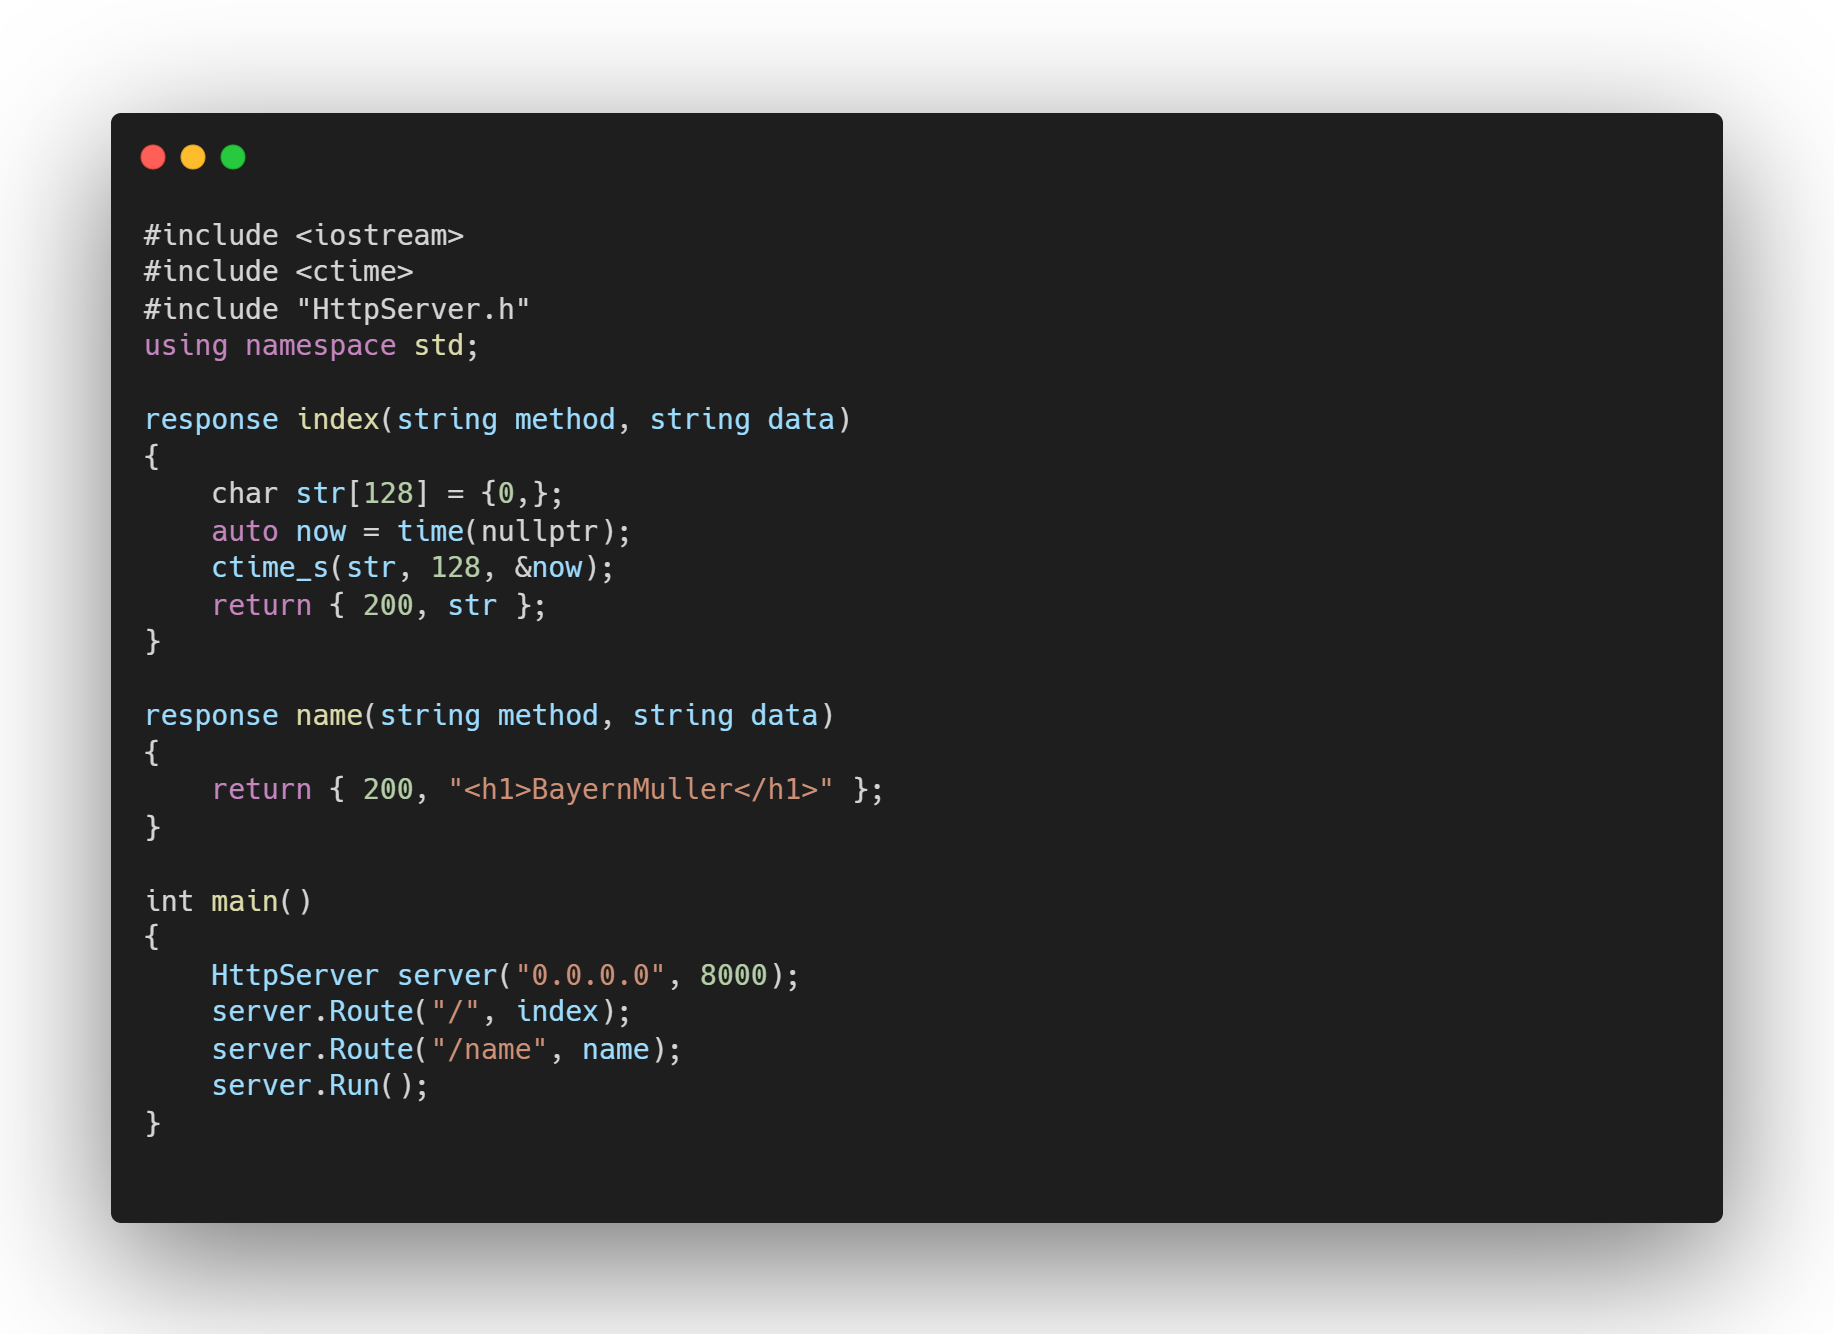 #include <iostream>
#include <ctime>
#include "HttpServer.h"
using namespace std;

response index(string method, string data)
{
    char str[128] = {0,};
    auto now = time(nullptr);
    ctime_s(str, 128, &now);
    return { 200, str };
}

response name(string method, string data)
{
    return { 200, "<h1>BayernMuller</h1>" };
}

int main()
{
    HttpServer server("0.0.0.0", 8000);
    server.Route("/", index);
    server.Route("/name", name);
    server.Run();
}